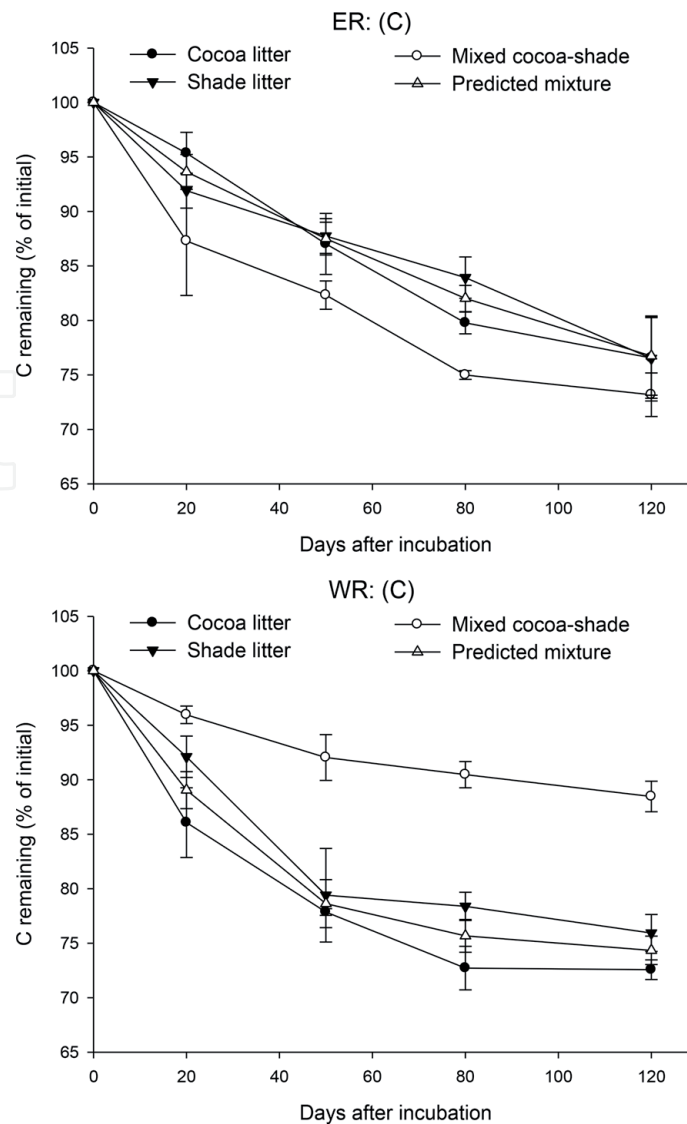 ER: (C)
Cocoa litter
Mixed cocoa-shade
Shade litter
Predicted mixture
C remaining (% of initial)
105
100
95
90
85
80
75
70
65
0 20 40 60 80 100 120
Days after incubation
WR: (C)
Cocoa litter
Mixed cocoa-shade
Shade litter
Predicted mixture
C remaining (% of initial)
105
100
95
90
85
80
75
70
65
0 20 40 60 80 100 120
Days after incubation